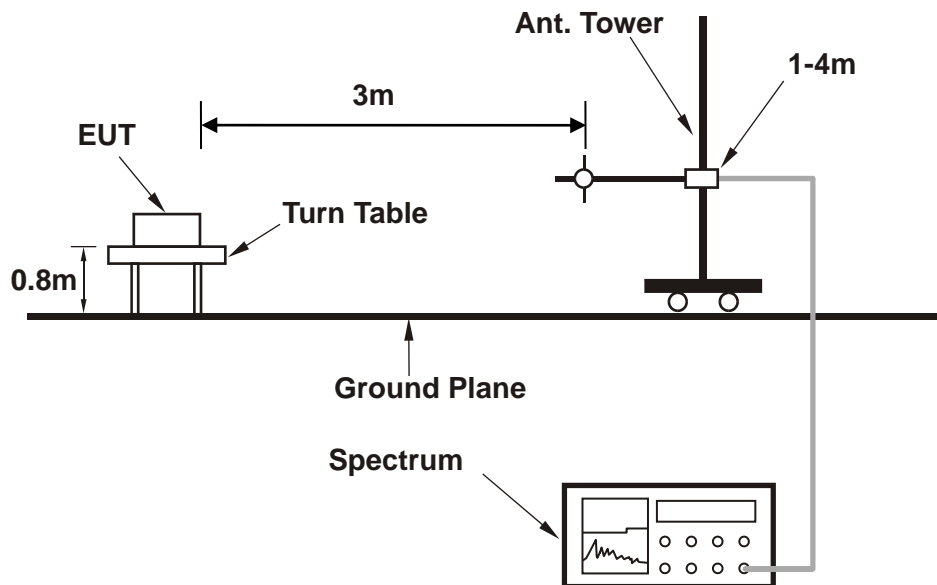 Ant. Tower
1-4m
3m
EUT
Turn Table
0.8m
Ground Plane
Spectrum